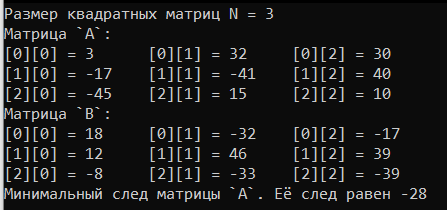 Размер квадратных матриц N = 3
Матрица `A`:
[0][0] = 3 [0][1] = 32 [0][2] = 30
[1][0] = -17 [1][1] = -41 [1][2] = 40
[2][0] = -45 [2][1] = 15 [2][2] = 10
Матрица `B`:
[0][0] = 18 [0][1] = -32 [0][2] = -17
[1][0] = 12 [1][1] = 46 [1][2] = 39
[2][0] = -8 [2][1] = -33 [2][2] = -39
Минимальный след матрицы `A`. Её след равен -28